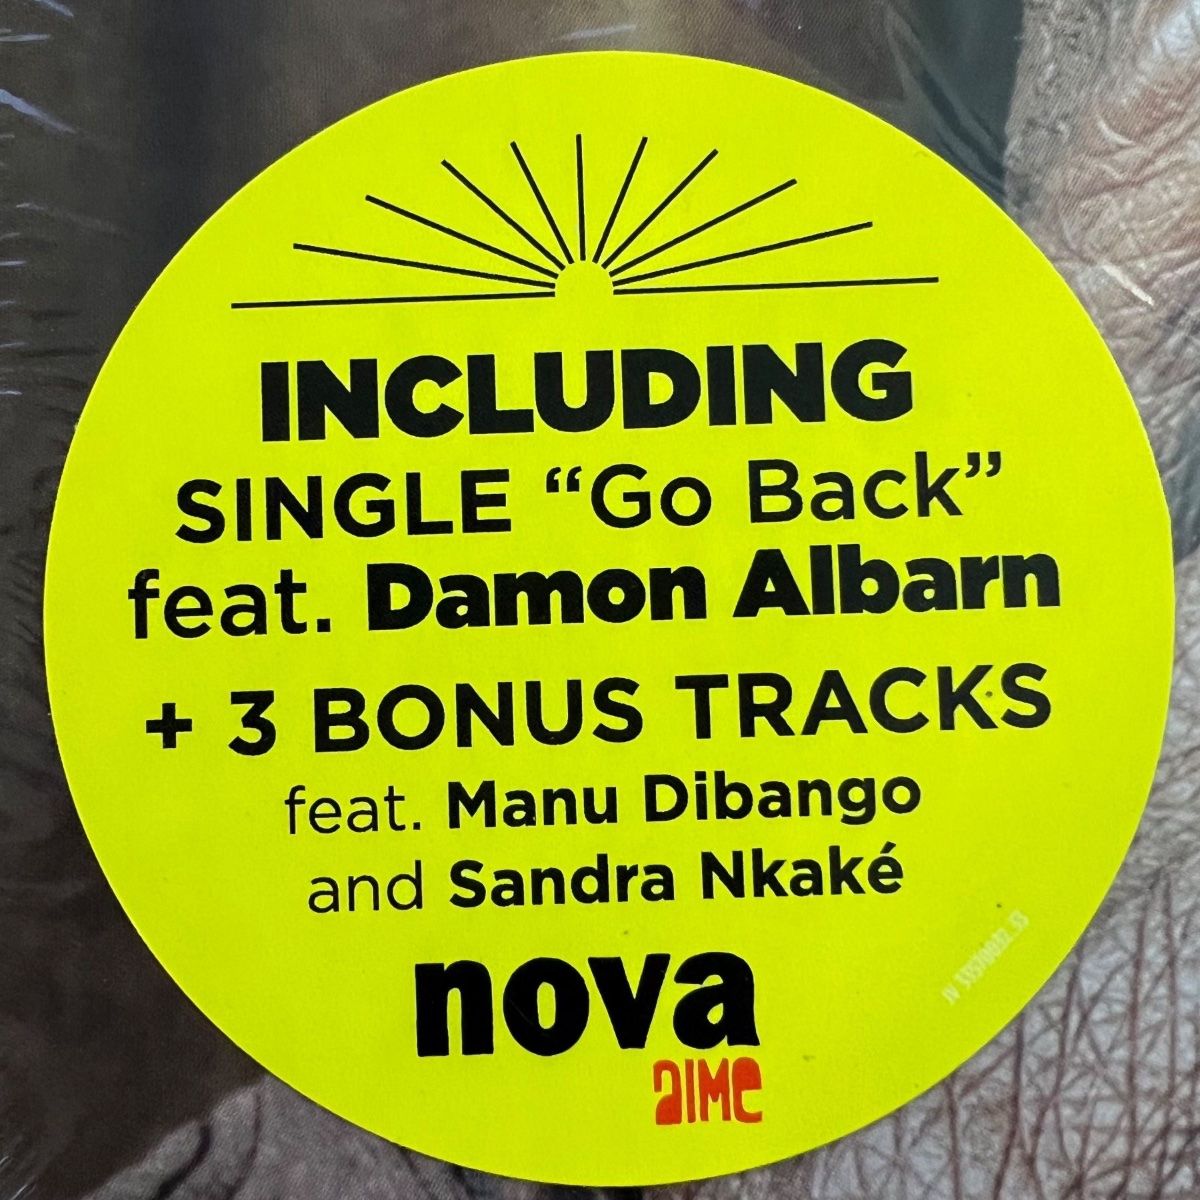 INCLUDING
SINGLE “Go Back”
feat. Damon Albarn
+ 3 BONUS TRACKS
feat. Manu Dibango
and Sandra Nkaké
nova
aime